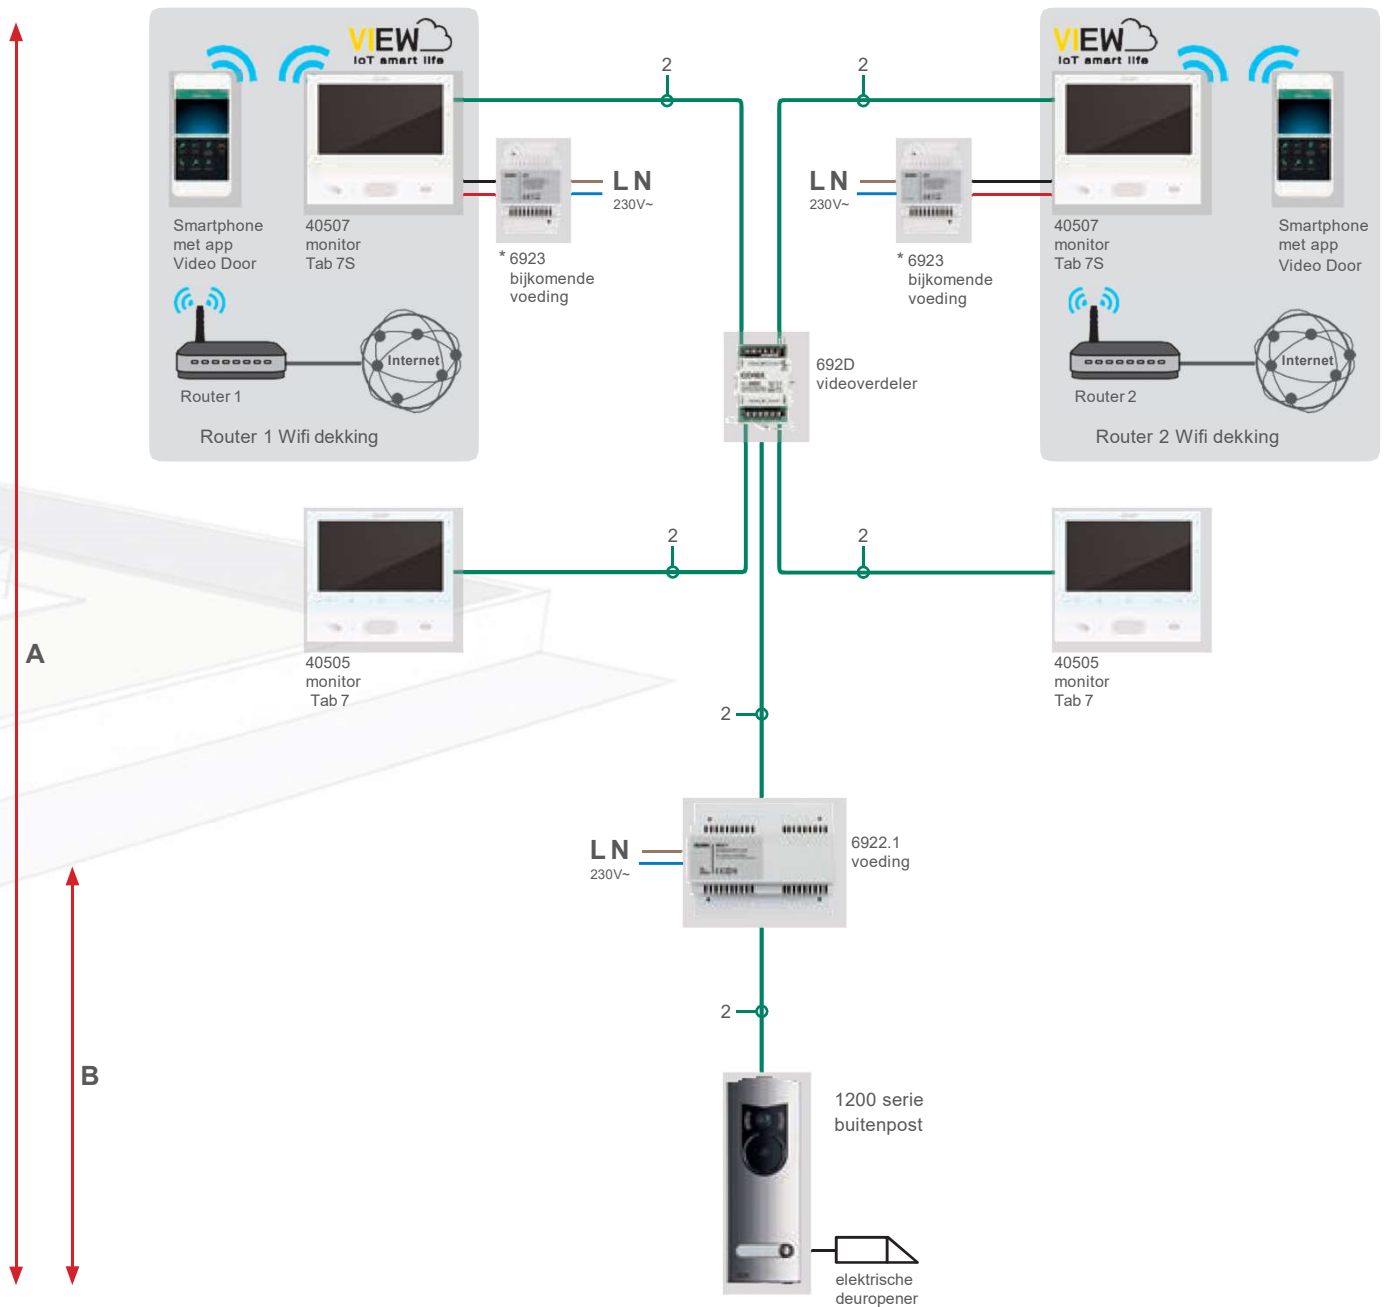 VIEW
IoT smart life
Smartphone
met app
Video Door
40507
monitor
Tab 7S
Router 1
Internet
Router 1 Wifi dekking
2
* 6923
bijkomende
voeding
L N
230V~
2
L N
230V~
* 6923
bijkomende
voeding
692D
videoverdeler
VIEW
IoT smart life
40507
monitor
Tab 7S
Smartphone
met app
Video Door
Router 2
Internet
Router 2 Wifi dekking
2
2
40505
monitor
Tab 7
40505
monitor
Tab 7
A
2
L N
230V~
6922.1
voeding
2
B
1200 serie
buitenpost
elektrische
deuropener